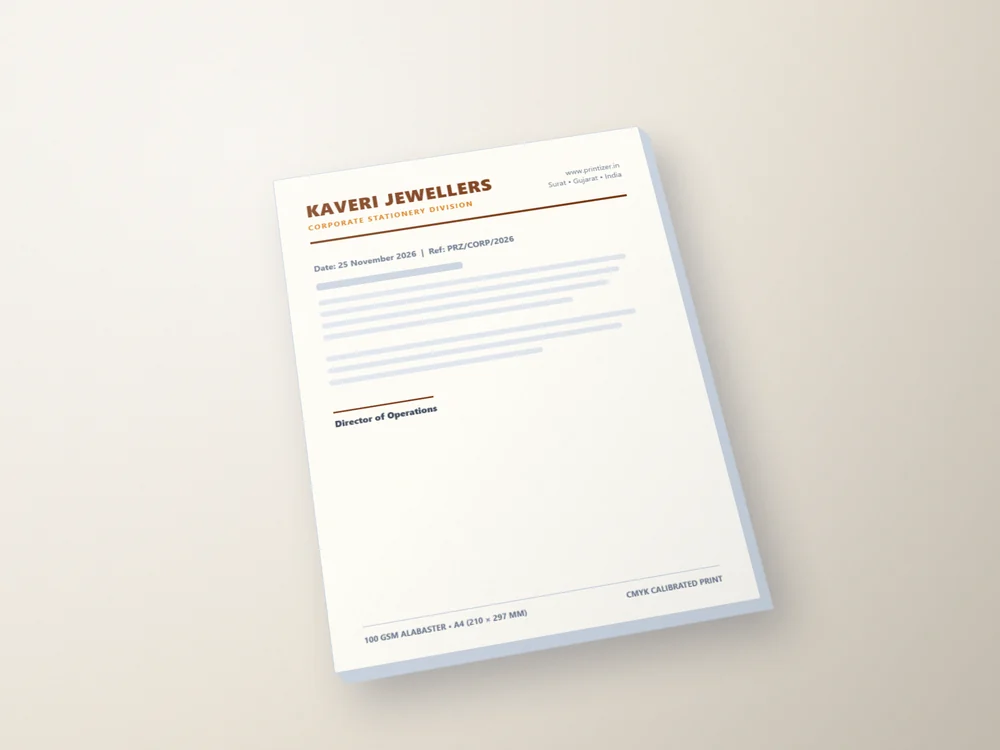 KAVERI JEWELLERS
CORPORATE STATIONERY DIVISION
www.printizer.in
Surat • Gujarat • India
Date: 25 November 2026 | Ref: PRZ/CORP/2026
Director of Operations
100 GSM ALABASTER • A4 (210 × 297 MM)
CMYK CALIBRATED PRINT